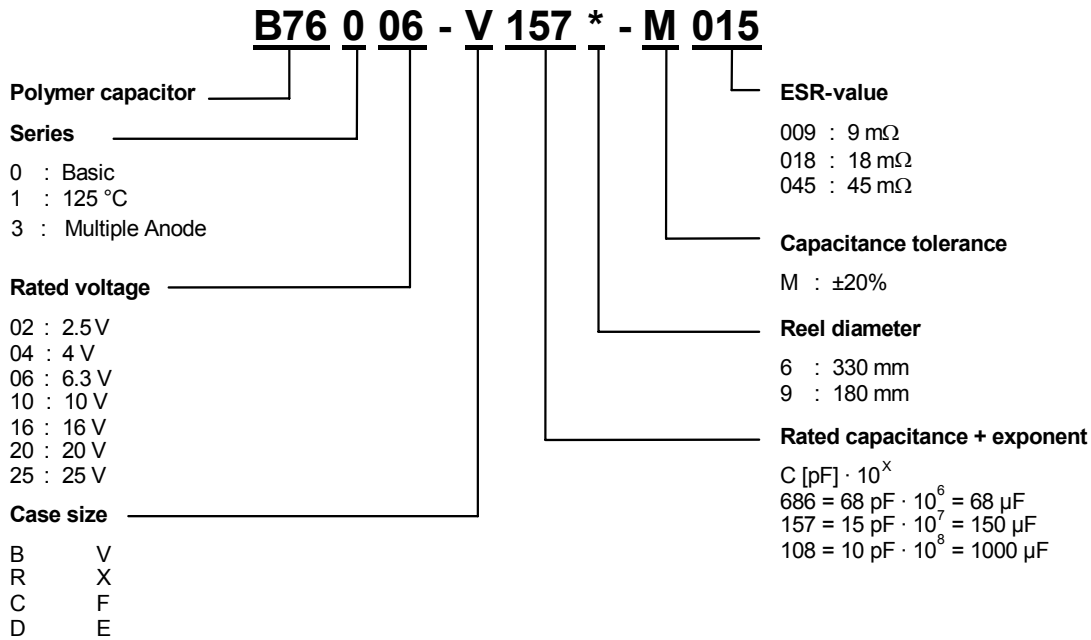 B76 0 06 - V 157 * - M 015
Polymer capacitor
Series
0 : Basic
1 : 125 °C
3 : Multiple Anode
Rated voltage
02 : 2.5 V
04 : 4 V
06 : 6.3 V
10 : 10 V
16 : 16 V
20 : 20 V
25 : 25 V
Case size
B V
R X
C F
D E
ESR-value
009 : 9 mΩ
018 : 18 mΩ
045 : 45 mΩ
Capacitance tolerance
M : ±20%
Reel diameter
6 : 330 mm
9 : 180 mm
Rated capacitance + exponent
C [pF] · 10^X
686 = 68 pF · 10^6 = 68 µF
157 = 15 pF · 10^7 = 150 µF
108 = 10 pF · 10^8 = 1000 µF